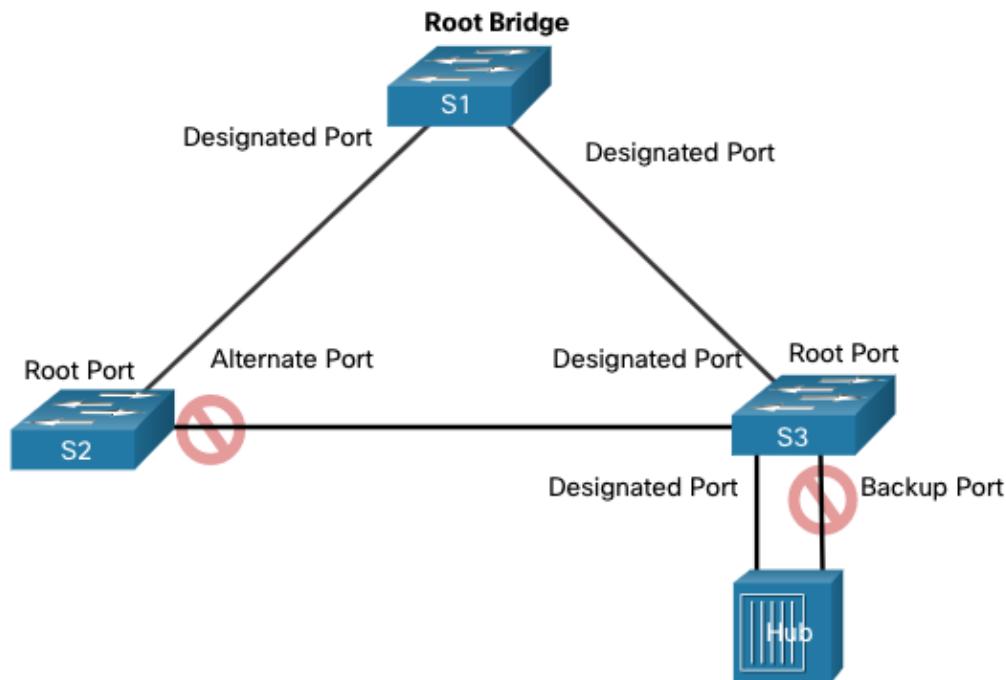 Root Bridge
S1
Designated Port
Designated Port
Root Port
Alternate Port
Designated Port
Root Port
S2
S3
Designated Port
Backup Port
Hub